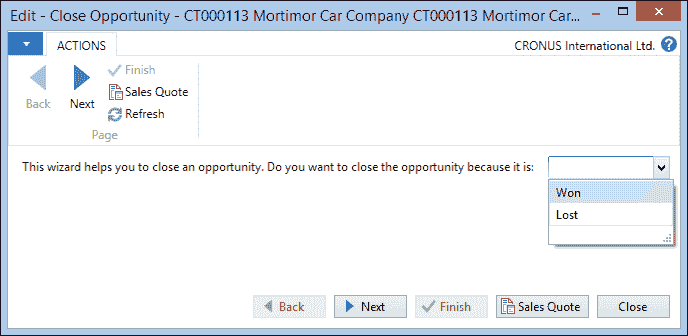 Edit - Close Opportunity - CT000113 Mortimor Car Company CT000113 Mortimor Car...
ACTIONS
CRONUS International Ltd.
Back
Next
Finish
Sales Quote
Refresh
Page
This wizard helps you to close an opportunity. Do you want to close the opportunity because it is:
Won
Lost
Back
Next
Finish
Sales Quote
Close